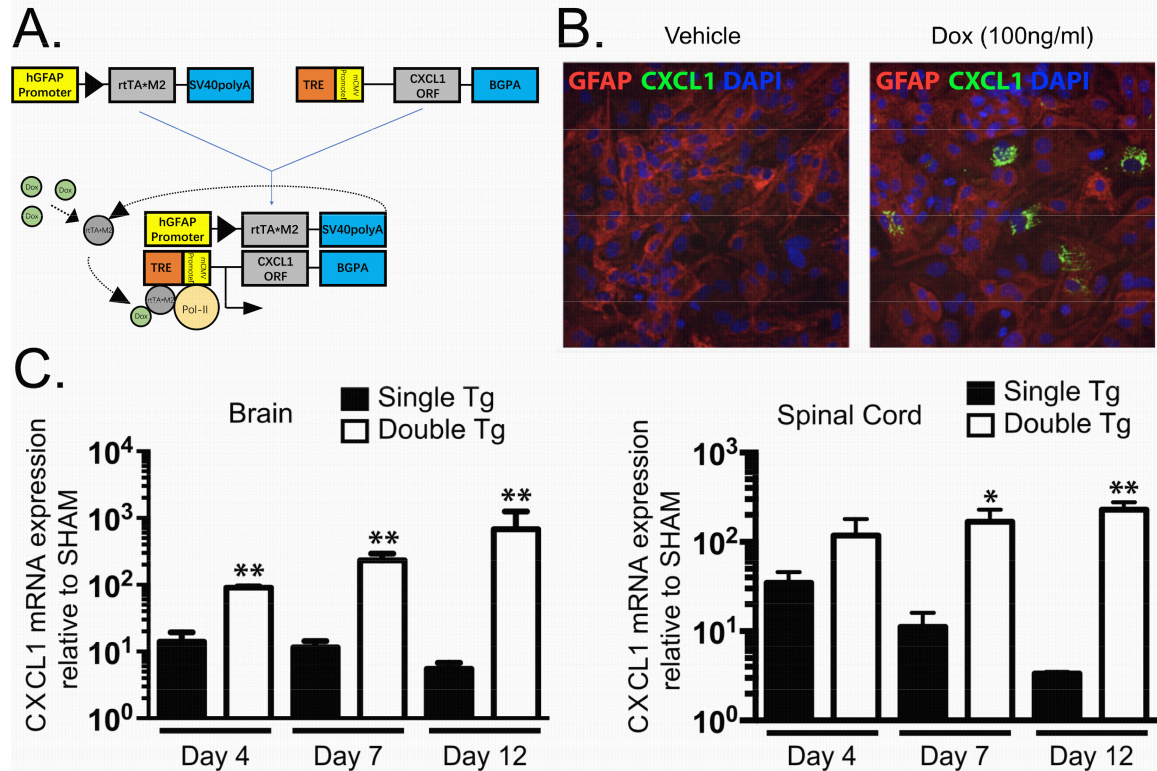 A.
hGFAP
Promoter
rtTA*M2
SV40polyA
TRE
mCMV
Promotef
CXCL1
ORF
BGPA
Dox
Dox
Dox
rtTA*M2
hGFAP
Promoter
rtTA*M2
SV40polyA
TRE
mCMV
Promotef
CXCL1
ORF
BGPA
rtTA*M2
Dox
Pol-II
B.
Vehicle
Dox (100ng/ml)
GFAP CXCL1 DAPI
GFAP CXCL1 DAPI
C.
Brain
Single Tg
Double Tg
CXCL1 mRNA expression
relative to SHAM
10⁴
10³
10²
10¹
10⁰
**
**
**
Day 4
Day 7
Day 12
Spinal Cord
Single Tg
Double Tg
CXCL1 mRNA expression
relative to SHAM
10³
10²
10¹
10⁰
*
**
Day 4
Day 7
Day 12